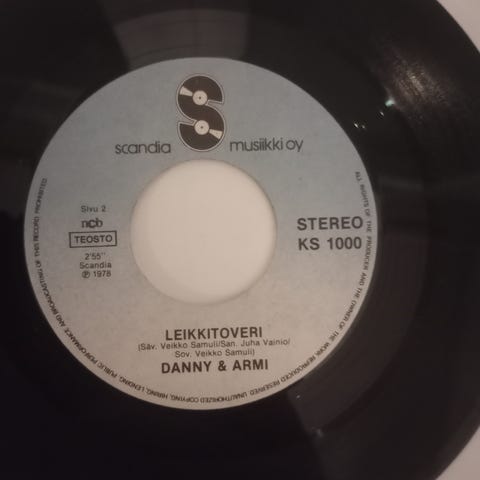 scandia musiikki oy
Sivu 2
ncb
TEOSTO
2'55"
Scandia
℗ 1978
STEREO
KS 1000
LEIKKITOVERI
(Säv. Veikko Samuli/San. Juha Vainio/
Sov. Veikko Samuli)
DANNY & ARMI
ALL RIGHTS OF THE PRODUCER AND THE OWNER OF THE WORK REPRODUCED RESERVED. UNAUTHORIZED COPYING, HIRING, LENDING, PUBLIC PERFORMANCE AND BROADCASTING OF THIS RECORD PROHIBITED